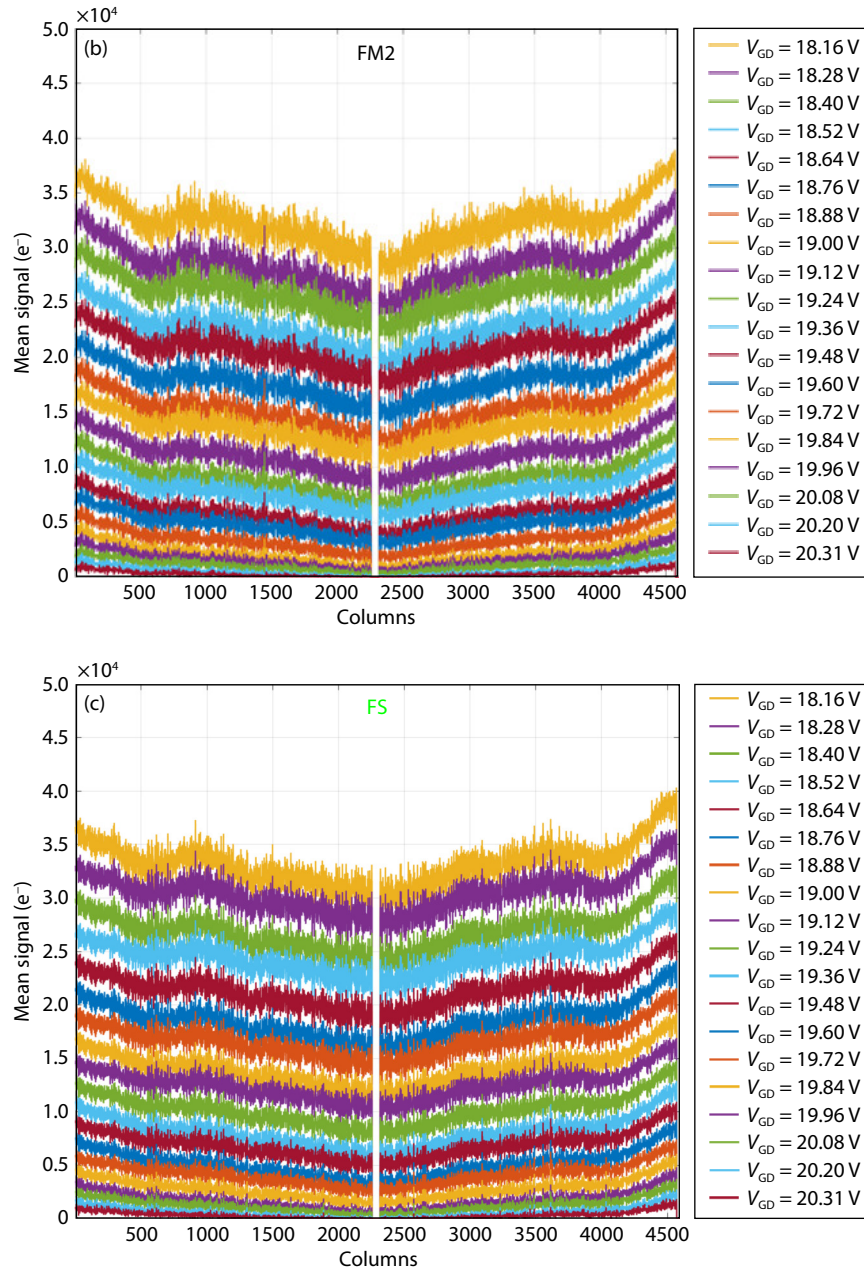 ×10⁴
(b)
FM2
5.0
4.5
4.0
3.5
3.0
2.5
2.0
1.5
1.0
0.5
0
Mean signal (e⁻)
500 1000 1500 2000 2500 3000 3500 4000 4500
Columns
V_GD = 18.16 V
V_GD = 18.28 V
V_GD = 18.40 V
V_GD = 18.52 V
V_GD = 18.64 V
V_GD = 18.76 V
V_GD = 18.88 V
V_GD = 19.00 V
V_GD = 19.12 V
V_GD = 19.24 V
V_GD = 19.36 V
V_GD = 19.48 V
V_GD = 19.60 V
V_GD = 19.72 V
V_GD = 19.84 V
V_GD = 19.96 V
V_GD = 20.08 V
V_GD = 20.20 V
V_GD = 20.31 V
×10⁴
(c)
FS
5.0
4.5
4.0
3.5
3.0
2.5
2.0
1.5
1.0
0.5
0
Mean signal (e⁻)
500 1000 1500 2000 2500 3000 3500 4000 4500
Columns
V_GD = 18.16 V
V_GD = 18.28 V
V_GD = 18.40 V
V_GD = 18.52 V
V_GD = 18.64 V
V_GD = 18.76 V
V_GD = 18.88 V
V_GD = 19.00 V
V_GD = 19.12 V
V_GD = 19.24 V
V_GD = 19.36 V
V_GD = 19.48 V
V_GD = 19.60 V
V_GD = 19.72 V
V_GD = 19.84 V
V_GD = 19.96 V
V_GD = 20.08 V
V_GD = 20.20 V
V_GD = 20.31 V